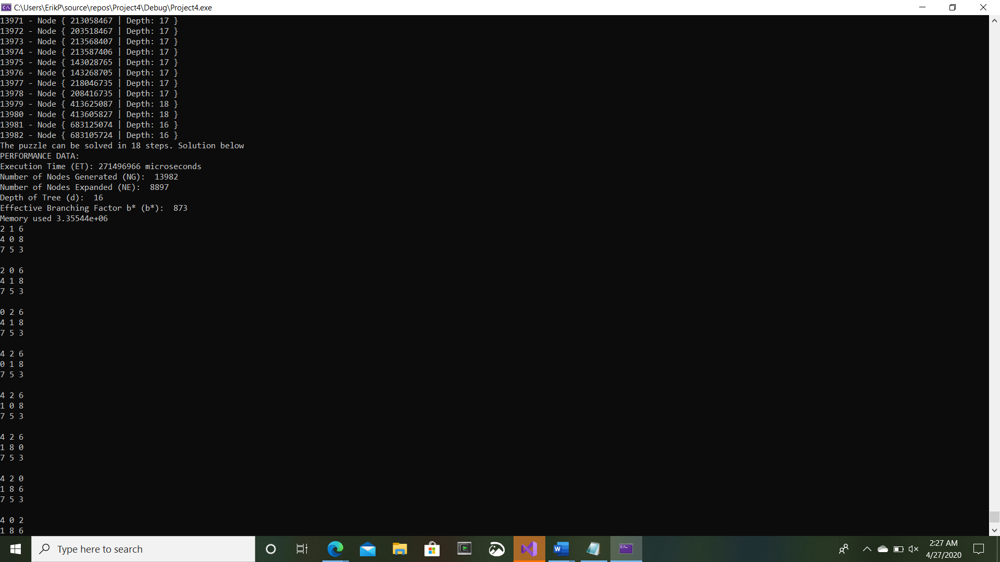 C:\Users\ErikP\source\repos\Project4\Debug\Project4.exe
13971 - Node { 213058467 | Depth: 17 }
13972 - Node { 203518467 | Depth: 17 }
13973 - Node { 213568407 | Depth: 17 }
13974 - Node { 213587406 | Depth: 17 }
13975 - Node { 143028765 | Depth: 17 }
13976 - Node { 143268705 | Depth: 17 }
13977 - Node { 218046735 | Depth: 17 }
13978 - Node { 208416735 | Depth: 17 }
13979 - Node { 413625087 | Depth: 18 }
13980 - Node { 413605827 | Depth: 18 }
13981 - Node { 683125074 | Depth: 16 }
13982 - Node { 683105724 | Depth: 16 }
The puzzle can be solved in 18 steps. Solution below
PERFORMANCE DATA:
Execution Time (ET): 271496966 microseconds
Number of Nodes Generated (NG):  13982
Number of Nodes Expanded (NE):  8897
Depth of Tree (d):  16
Effective Branching Factor b* (b*):  873
Memory used 3.35544e+06
2 1 6
4 0 8
7 5 3

2 0 6
4 1 8
7 5 3

0 2 6
4 1 8
7 5 3

4 2 6
0 1 8
7 5 3

4 2 6
1 0 8
7 5 3

4 2 6
1 8 0
7 5 3

4 2 0
1 8 6
7 5 3

4 0 2
1 8 6
Type here to search
2:27 AM
4/27/2020